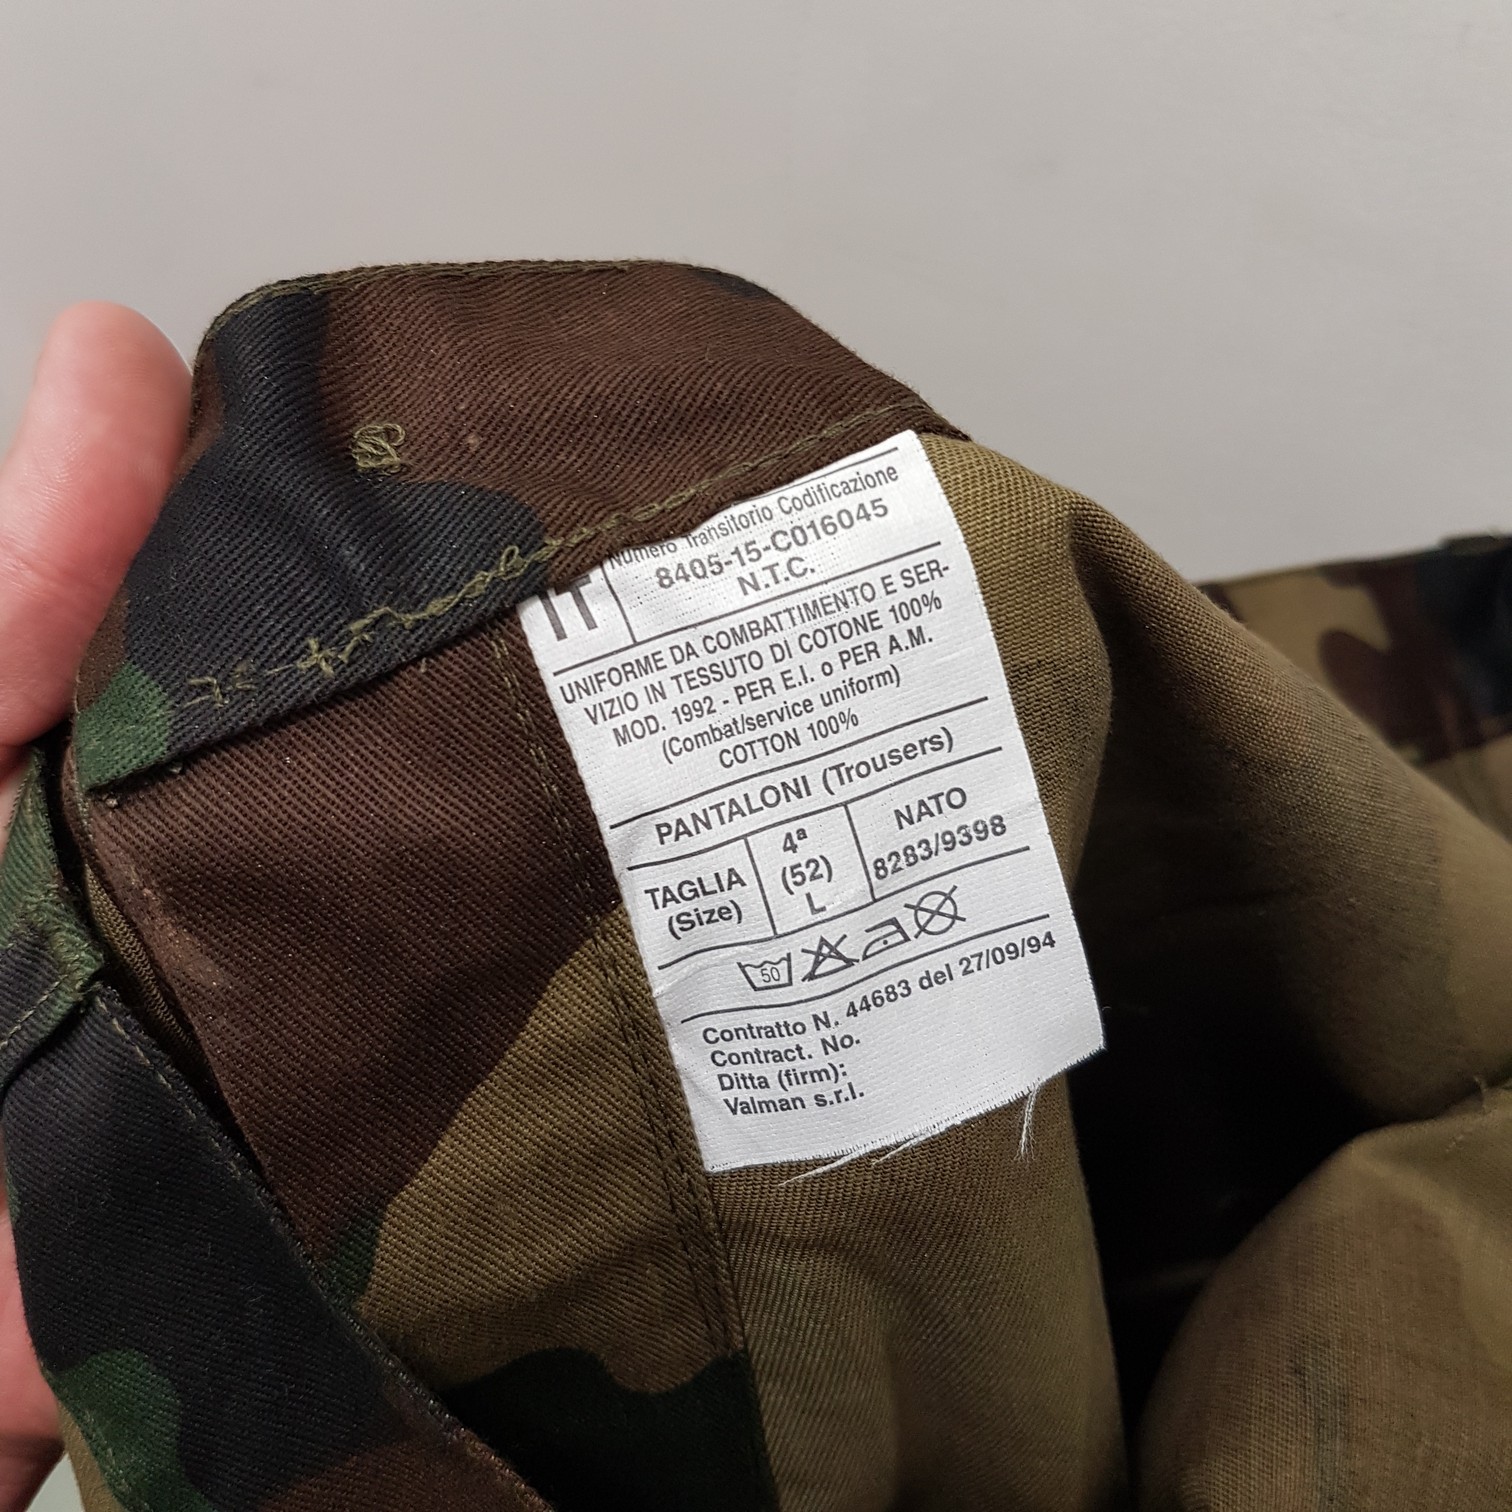 Numero Transitorio Codificazione
8405-15-C016045
N.T.C.
IT
UNIFORME DA COMBATTIMENTO E SER-
VIZIO IN TESSUTO DI COTONE 100%
MOD. 1992 - PER E.I. o PER A.M.
(Combat/service uniform)
COTTON 100%
PANTALONI (Trousers)
TAGLIA
(Size)
4ª
(52)
L
NATO
8283/9398
50
Contratto N. 44683 del 27/09/94
Contract. No.
Ditta (firm):
Valman s.r.l.